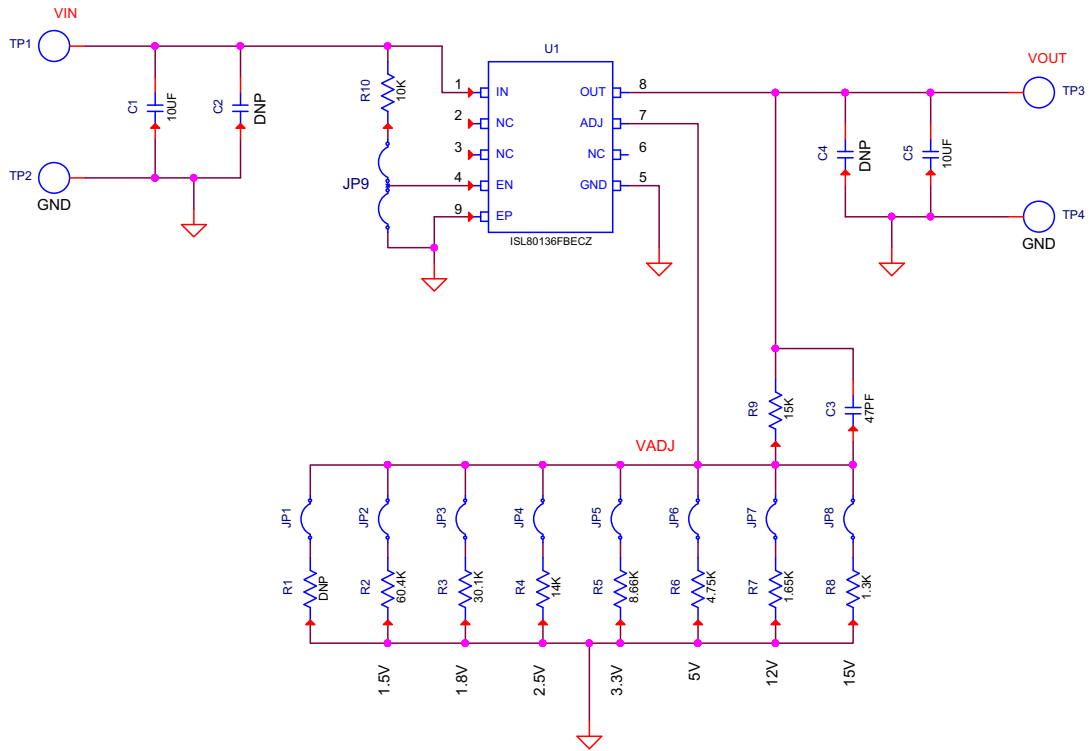 VIN
TP1
C1
10UF
C2
DNP
TP2
GND
R10
10K
JP9
U1
1
IN
2
NC
3
NC
4
EN
9
EP
OUT
8
ADJ
7
NC
6
GND
5
ISL80136FBECZ
VOUT
TP3
C4
DNP
C5
10UF
TP4
GND
R9
15K
C3
47PF
VADJ
JP1
JP2
JP3
JP4
JP5
JP6
JP7
JP8
R1
DNP
R2
60.4K
R3
30.1K
R4
14K
R5
8.66K
R6
4.75K
R7
1.65K
R8
1.3K
1.5V
1.8V
2.5V
3.3V
5V
12V
15V